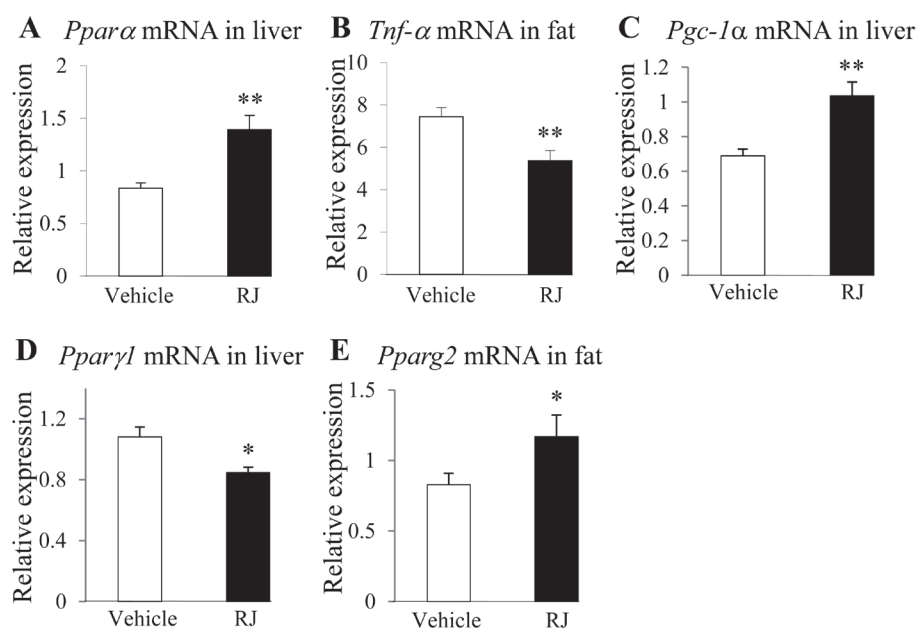 A Pparα mRNA in liver
Relative expression
2
1.5
1
0.5
0
**
Vehicle RJ
B Tnf-α mRNA in fat
Relative expression
10
8
6
4
2
0
**
Vehicle RJ
C Pgc-1α mRNA in liver
Relative expression
1.2
1
0.8
0.6
0.4
0.2
0
**
Vehicle RJ
D Pparγ1 mRNA in liver
Relative expression
1.2
0.8
0.4
0
*
Vehicle RJ
E Pparg2 mRNA in fat
Relative expression
1.5
1
0.5
0
*
Vehicle RJ